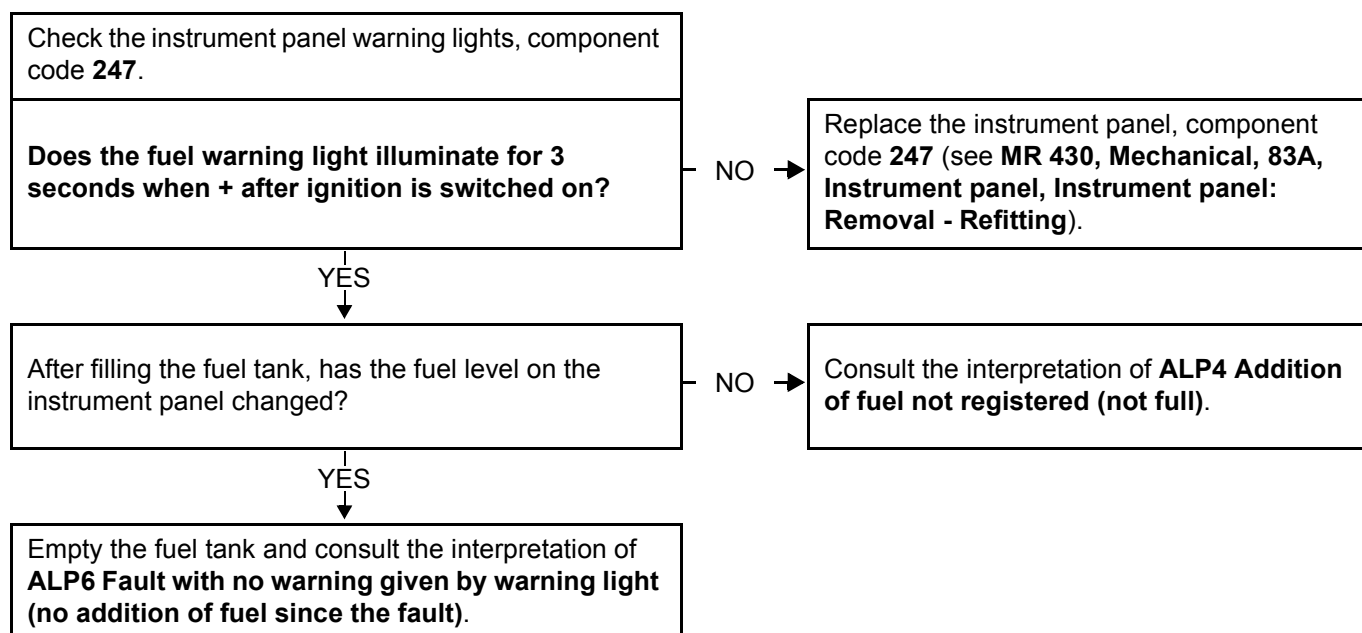 Check the instrument panel warning lights, component
code 247.
Does the fuel warning light illuminate for 3
seconds when + after ignition is switched on?
NO
Replace the instrument panel, component
code 247 (see MR 430, Mechanical, 83A,
Instrument panel, Instrument panel:
Removal - Refitting).
YES
After filling the fuel tank, has the fuel level on the
instrument panel changed?
NO
Consult the interpretation of ALP4 Addition
of fuel not registered (not full).
YES
Empty the fuel tank and consult the interpretation of
ALP6 Fault with no warning given by warning light
(no addition of fuel since the fault).